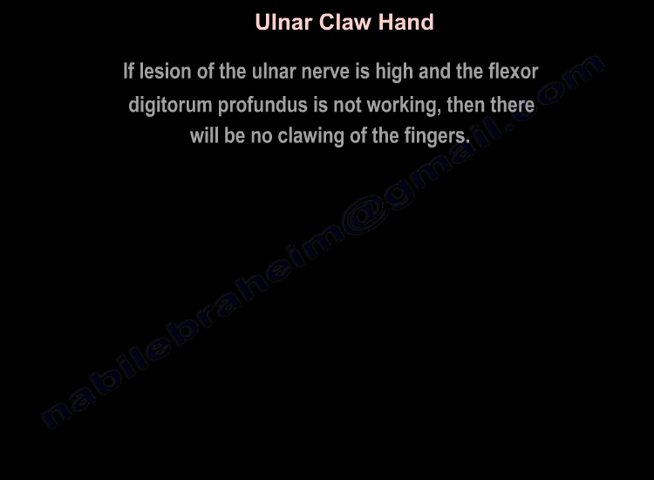 Ulnar Claw Hand
If lesion of the ulnar nerve is high and the flexor
digitorum profundus is not working, then there
will be no clawing of the fingers.
nabilebraheim@gmail.com